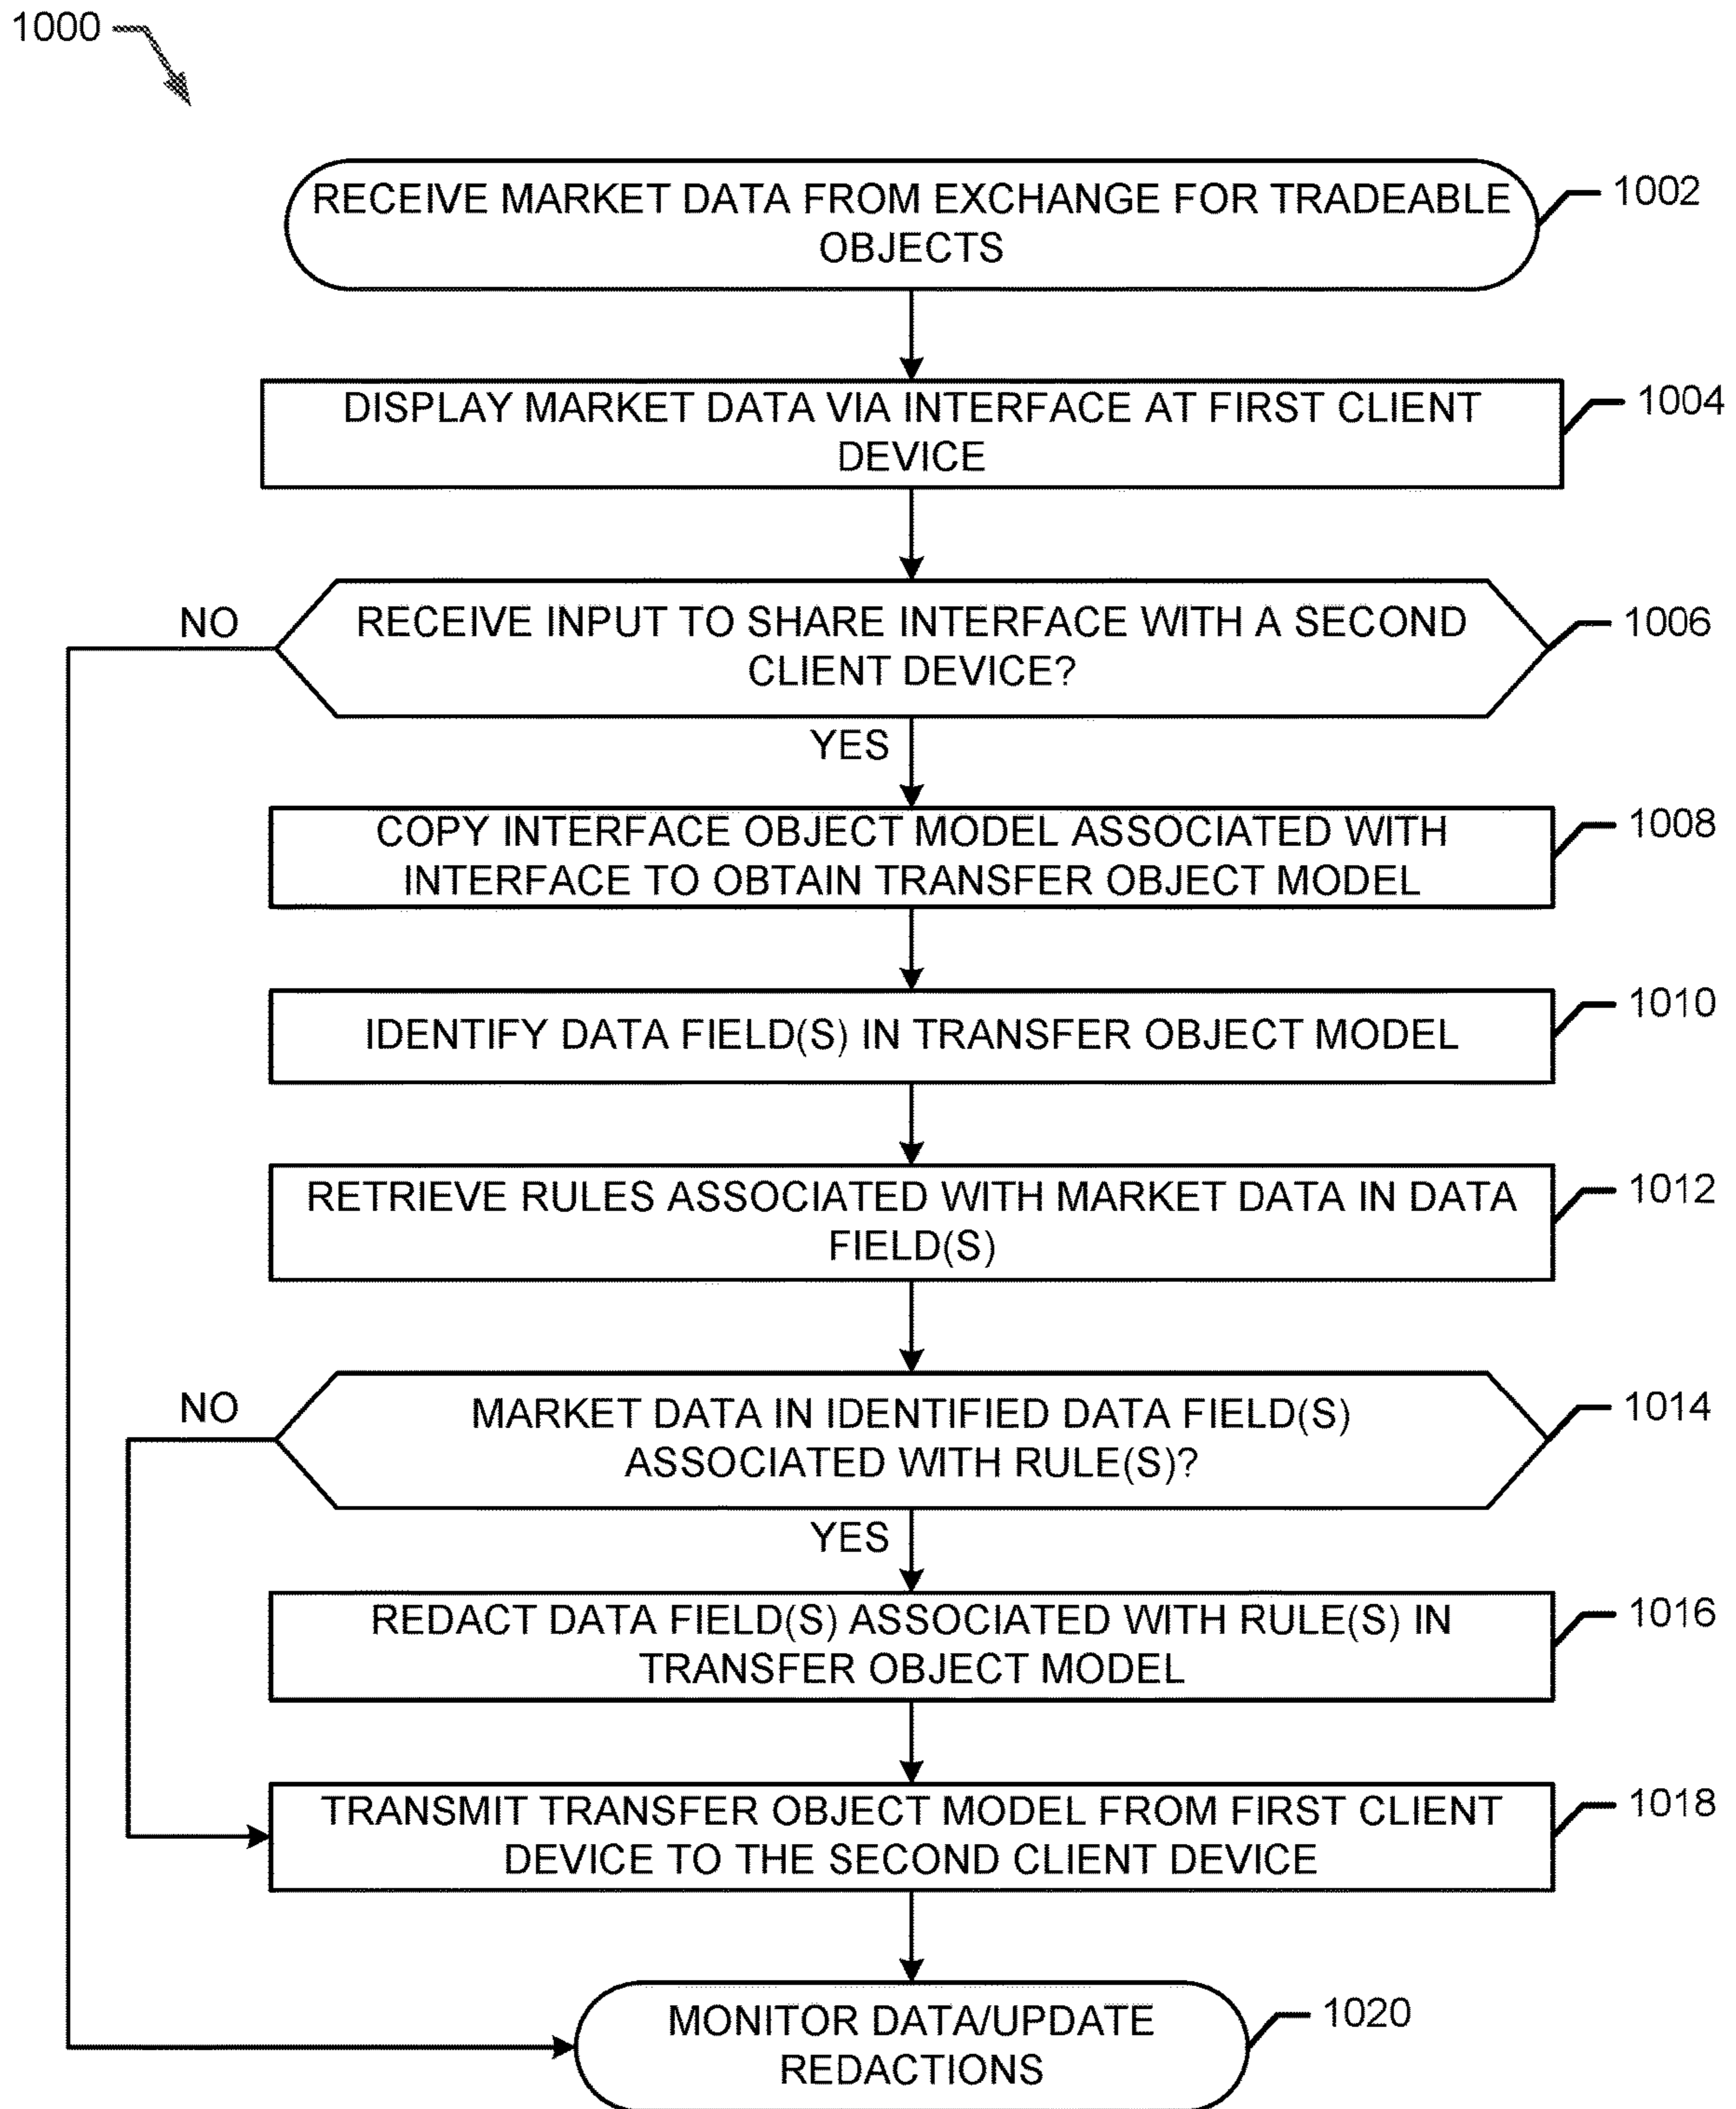 1000
RECEIVE MARKET DATA FROM EXCHANGE FOR TRADEABLE
OBJECTS
1002
DISPLAY MARKET DATA VIA INTERFACE AT FIRST CLIENT
DEVICE
1004
NO
RECEIVE INPUT TO SHARE INTERFACE WITH A SECOND
CLIENT DEVICE?
1006
YES
COPY INTERFACE OBJECT MODEL ASSOCIATED WITH
INTERFACE TO OBTAIN TRANSFER OBJECT MODEL
1008
IDENTIFY DATA FIELD(S) IN TRANSFER OBJECT MODEL
1010
RETRIEVE RULES ASSOCIATED WITH MARKET DATA IN DATA
FIELD(S)
1012
NO
MARKET DATA IN IDENTIFIED DATA FIELD(S)
ASSOCIATED WITH RULE(S)?
1014
YES
REDACT DATA FIELD(S) ASSOCIATED WITH RULE(S) IN
TRANSFER OBJECT MODEL
1016
TRANSMIT TRANSFER OBJECT MODEL FROM FIRST CLIENT
DEVICE TO THE SECOND CLIENT DEVICE
1018
MONITOR DATA/UPDATE
REDACTIONS
1020